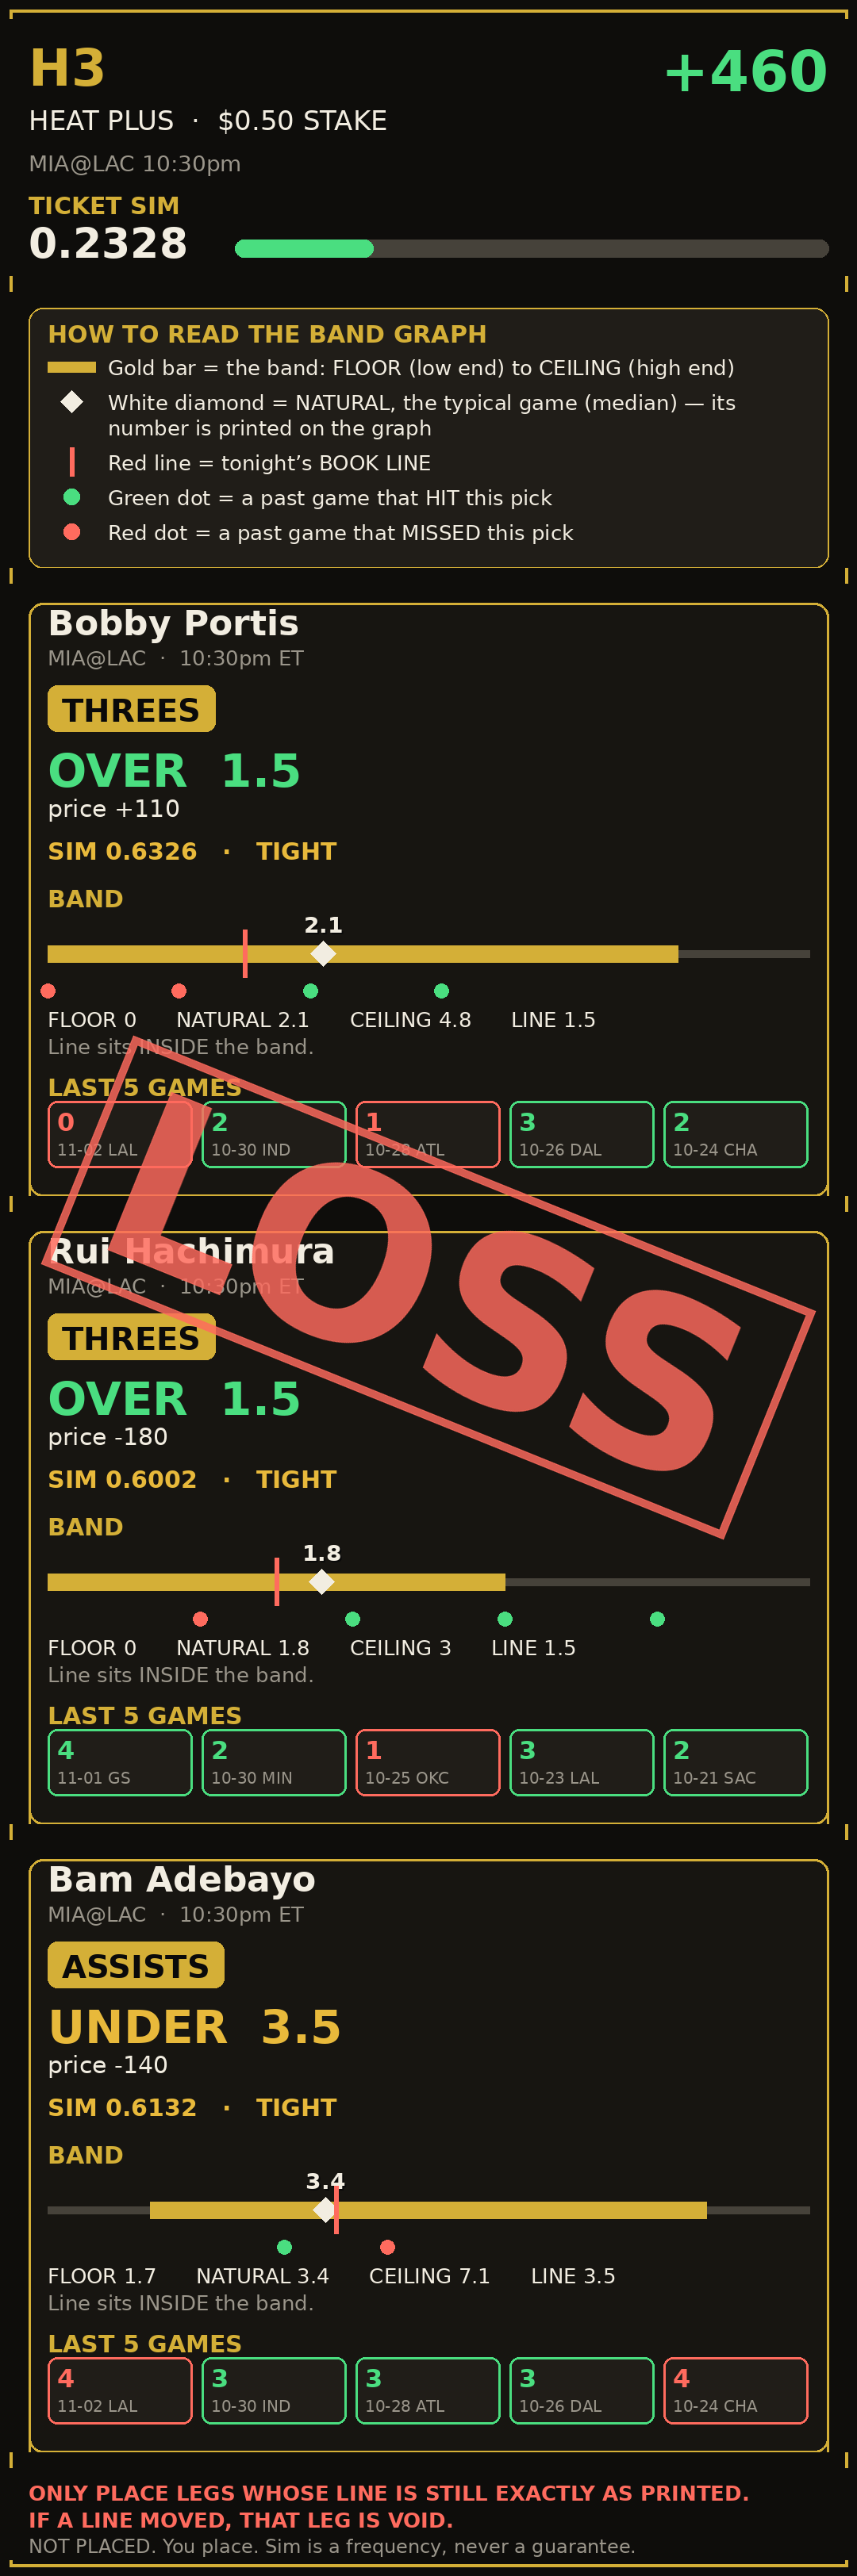 H3
+460
HEAT PLUS · $0.50 STAKE
MIA@LAC 10:30pm
TICKET SIM
0.2328
HOW TO READ THE BAND GRAPH
Gold bar = the band: FLOOR (low end) to CEILING (high end)
White diamond = NATURAL, the typical game (median) — its
number is printed on the graph
Red line = tonight’s BOOK LINE
Green dot = a past game that HIT this pick
Red dot = a past game that MISSED this pick
Bobby Portis
MIA@LAC · 10:30pm ET
THREES
OVER 1.5
price +110
SIM 0.6326 · TIGHT
BAND
2.1
FLOOR 0 NATURAL 2.1 CEILING 4.8 LINE 1.5
Line sits INSIDE the band.
LAST 5 GAMES
0 2 1 3 2
11-02 LAL 10-30 IND 10-28 ATL 10-26 DAL 10-24 CHA
LOSS
Rui Hachimura
MIA@LAC · 10:30pm ET
THREES
OVER 1.5
price -180
SIM 0.6002 · TIGHT
BAND
1.8
FLOOR 0 NATURAL 1.8 CEILING 3 LINE 1.5
Line sits INSIDE the band.
LAST 5 GAMES
4 2 1 3 2
11-01 GS 10-30 MIN 10-25 OKC 10-23 LAL 10-21 SAC
Bam Adebayo
MIA@LAC · 10:30pm ET
ASSISTS
UNDER 3.5
price -140
SIM 0.6132 · TIGHT
BAND
3.4
FLOOR 1.7 NATURAL 3.4 CEILING 7.1 LINE 3.5
Line sits INSIDE the band.
LAST 5 GAMES
4 3 3 3 4
11-02 LAL 10-30 IND 10-28 ATL 10-26 DAL 10-24 CHA
ONLY PLACE LEGS WHOSE LINE IS STILL EXACTLY AS PRINTED.
IF A LINE MOVED, THAT LEG IS VOID.
NOT PLACED. You place. Sim is a frequency, never a guarantee.